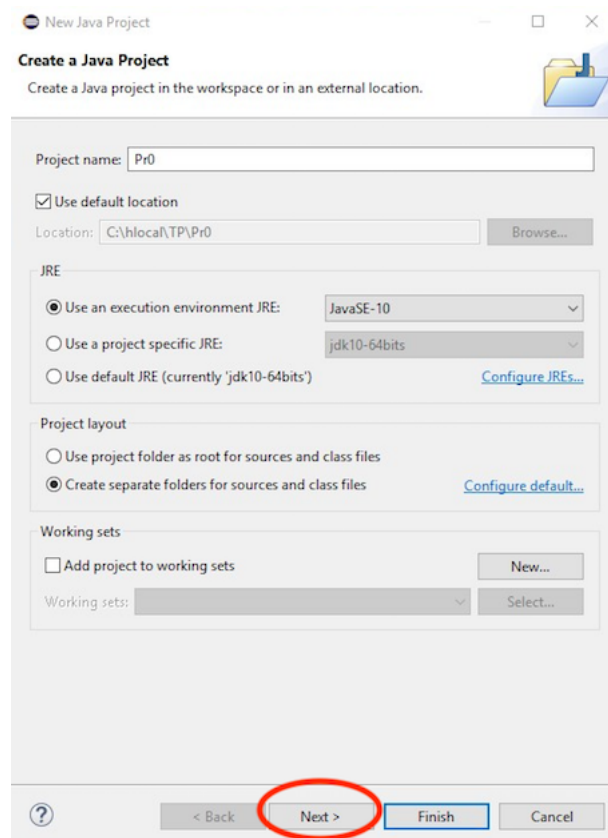 New Java Project
Create a Java Project
Create a Java project in the workspace or in an external location.
Project name: Pr0
Use default location
Location: C:\hlocal\TP\Pr0 Browse...
JRE
Use an execution environment JRE: JavaSE-10
Use a project specific JRE: jdk10-64bits
Use default JRE (currently 'jdk10-64bits') Configure JREs...
Project layout
Use project folder as root for sources and class files
Create separate folders for sources and class files Configure default...
Working sets
Add project to working sets New...
Working sets: Select...
? < Back Next > Finish Cancel